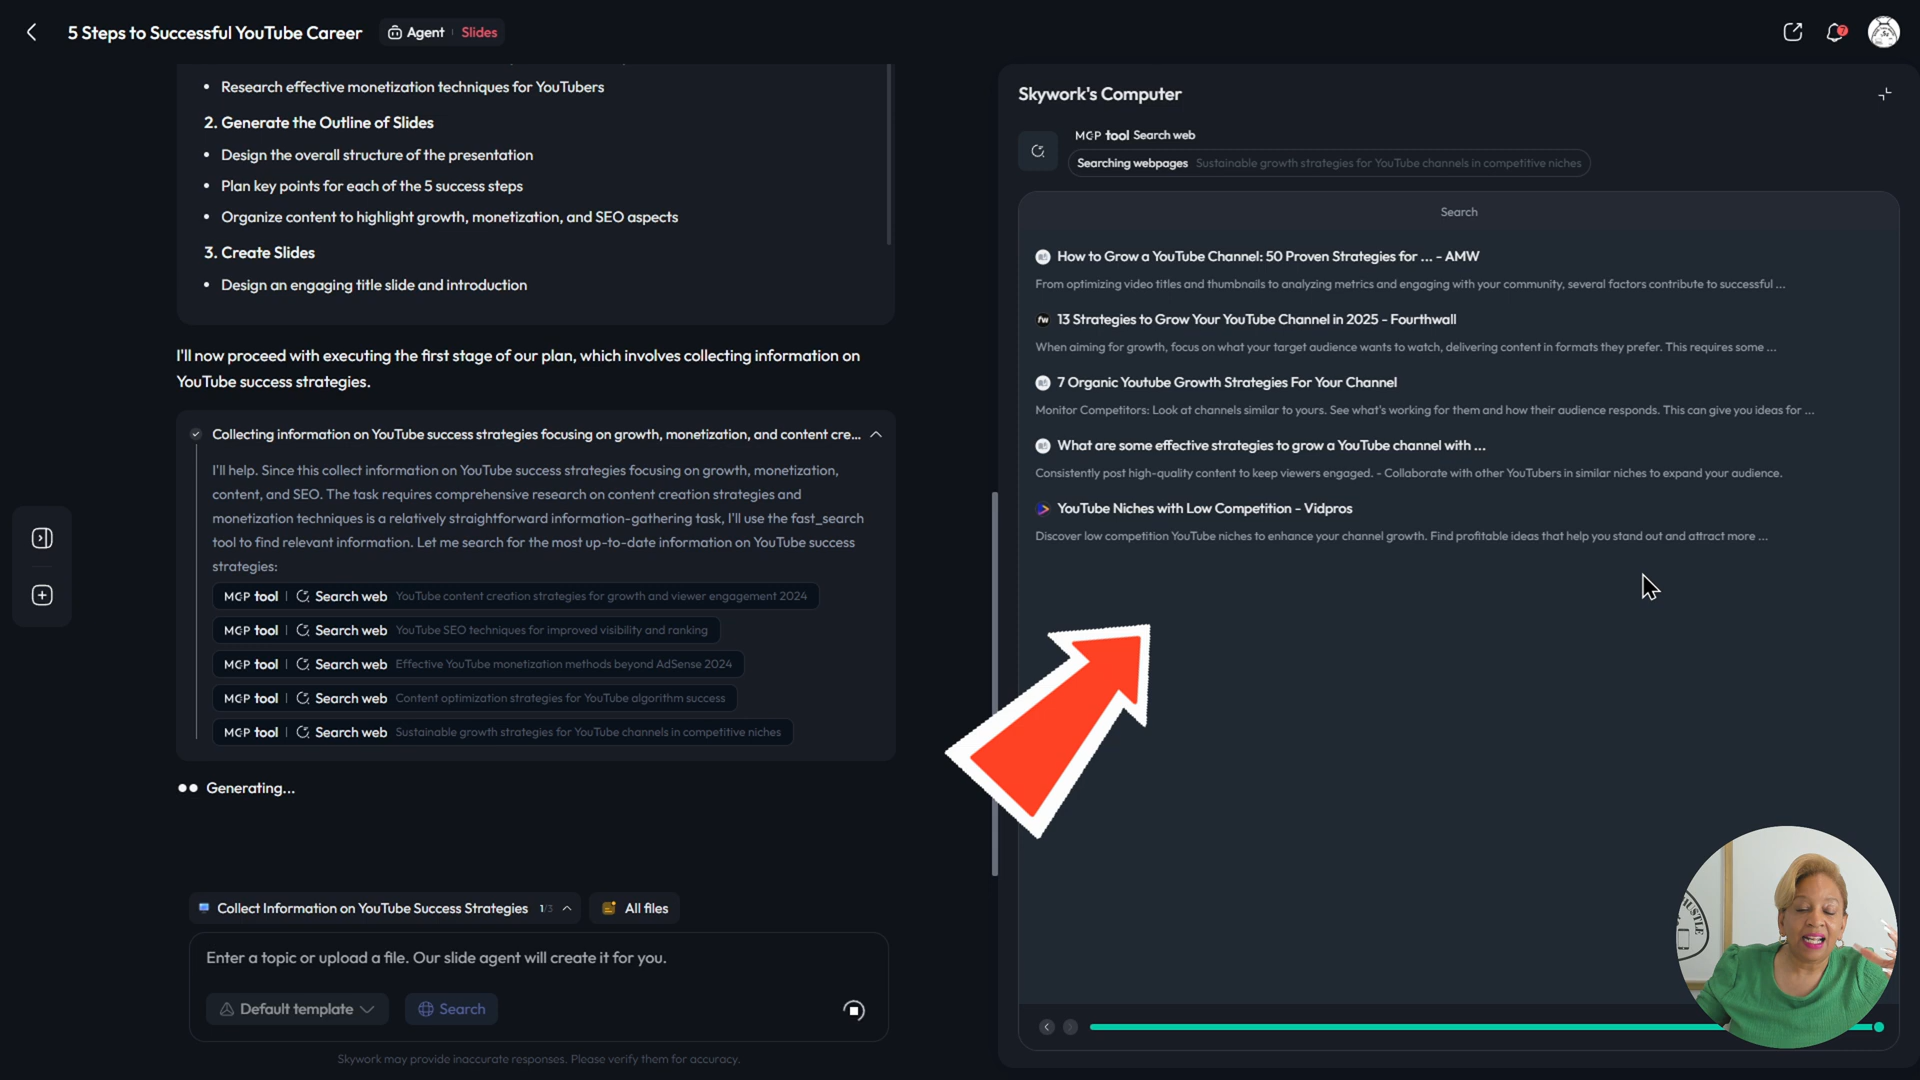 5 Steps to Successful YouTube Career
Agent | Slides
7
• Research effective monetization techniques for YouTubers
2. Generate the Outline of Slides
• Design the overall structure of the presentation
• Plan key points for each of the 5 success steps
• Organize content to highlight growth, monetization, and SEO aspects
3. Create Slides
• Design an engaging title slide and introduction
I'll now proceed with executing the first stage of our plan, which involves collecting information on
YouTube success strategies.
Collecting information on YouTube success strategies focusing on growth, monetization, and content cre...
I'll help. Since this collect information on YouTube success strategies focusing on growth, monetization,
content, and SEO. The task requires comprehensive research on content creation strategies and
monetization techniques is a relatively straightforward information-gathering task, I'll use the fast_search
tool to find relevant information. Let me search for the most up-to-date information on YouTube success
strategies:
MCP tool | Search web YouTube content creation strategies for growth and viewer engagement 2024
MCP tool | Search web YouTube SEO techniques for improved visibility and ranking
MCP tool | Search web Effective YouTube monetization methods beyond AdSense 2024
MCP tool | Search web Content optimization strategies for YouTube algorithm success
MCP tool | Search web Sustainable growth strategies for YouTube channels in competitive niches
Generating...
Collect Information on YouTube Success Strategies 1/3
All files
Enter a topic or upload a file. Our slide agent will create it for you.
Default template
Search
Skywork may provide inaccurate responses. Please verify them for accuracy.
Skywork's Computer
MCP tool Search web
Searching webpages Sustainable growth strategies for YouTube channels in competitive niches
Search
How to Grow a YouTube Channel: 50 Proven Strategies for ... - AMW
From optimizing video titles and thumbnails to analyzing metrics and engaging with your community, several factors contribute to successful ...
fw 13 Strategies to Grow Your YouTube Channel in 2025 - Fourthwall
When aiming for growth, focus on what your target audience wants to watch, delivering content in formats they prefer. This requires some ...
7 Organic Youtube Growth Strategies For Your Channel
Monitor Competitors: Look at channels similar to yours. See what's working for them and how their audience responds. This can give you ideas for ...
What are some effective strategies to grow a YouTube channel with ...
Consistently post high-quality content to keep viewers engaged. - Collaborate with other YouTubers in similar niches to expand your audience.
YouTube Niches with Low Competition - Vidpros
Discover low competition YouTube niches to enhance your channel growth. Find profitable ideas that help you stand out and attract more ...